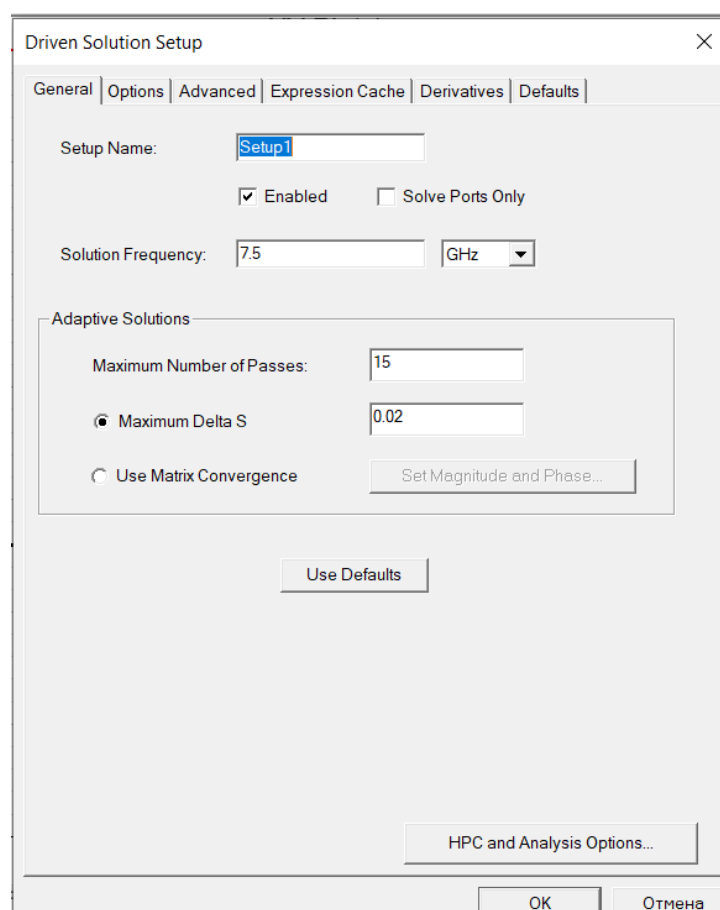 Driven Solution Setup
General Options Advanced Expression Cache Derivatives Defaults
Setup Name: Setup1
Enabled Solve Ports Only
Solution Frequency: 7.5 GHz
Adaptive Solutions
Maximum Number of Passes: 15
Maximum Delta S 0.02
Use Matrix Convergence Set Magnitude and Phase...
Use Defaults
HPC and Analysis Options...
OK Отмена